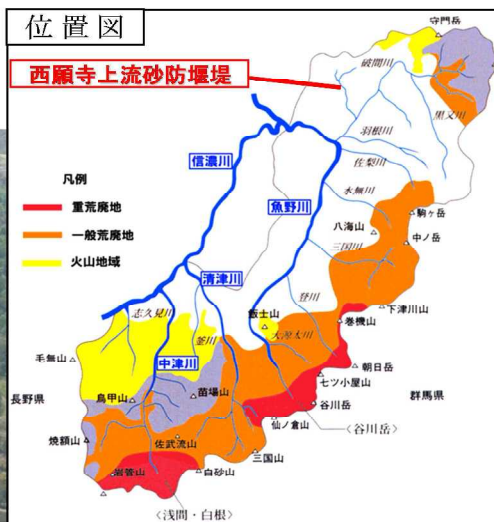 位置図
守門岳
西願寺上流砂防堰堤
破間川
黒又川
羽根川
信濃川
佐梨川
凡例
水無川
魚野川
重荒廃地
駒ヶ岳
一般荒廃地
八海山
中ノ岳
火山地域
三国川
清津川
登川
飯士山
下津川山
志久見川
巻機山
釜川
大源太川
毛無山
中津川
朝日岳
七ツ小屋山
苗場山
長野県
鳥甲山
谷川岳
群馬県
仙ノ倉山
〈谷川岳〉
焼額山
佐武流山
三国山
岩菅山
白砂山
〈浅間・白根〉